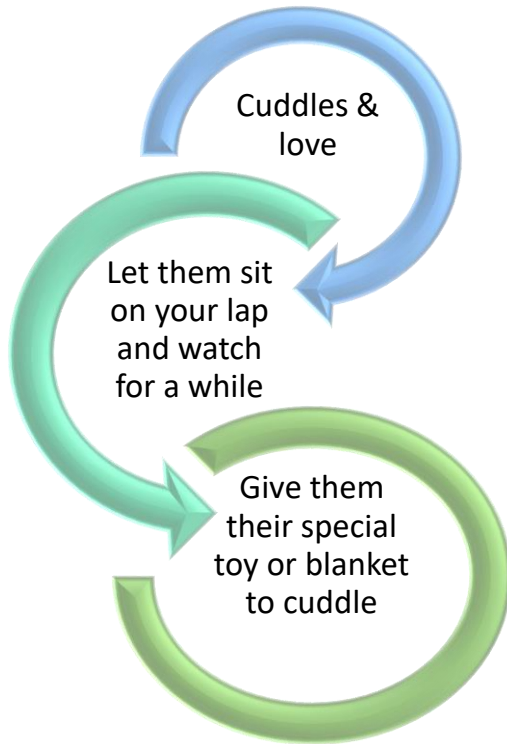 Cuddles &
love
Let them sit
on your lap
and watch
for a while
Give them
their special
toy or blanket
to cuddle